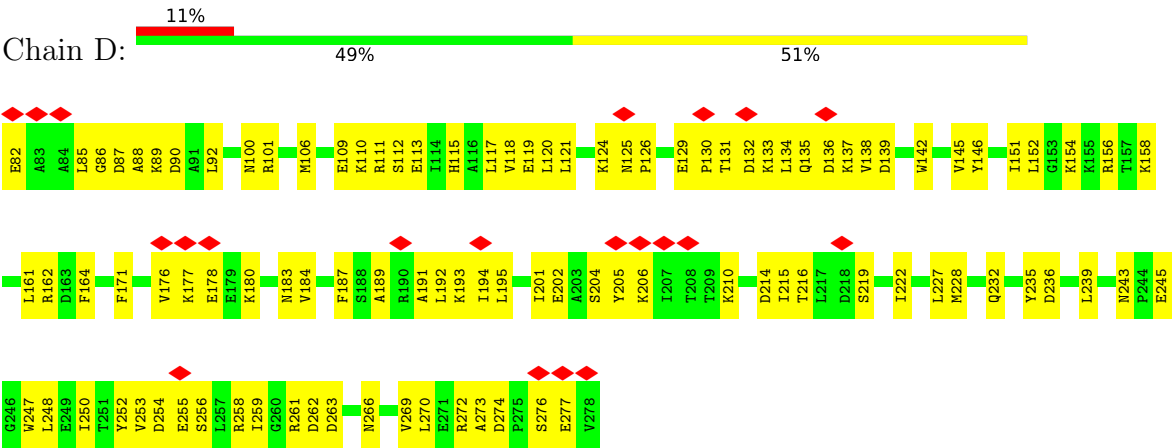 11%
Chain D:
49% 51%
E82 A83 A84 L85 G86 D87 A88 K89 D90 A91 L92 N100 R101 M106 E109 K110 R111 S112 E113 I114 H115 A116 L117 V118 E119 L120 L121 K124 N125 P126 E129 P130 T131 D132 K133 L134 Q135 D136 K137 V138 D139 W142 V145 Y146 I151 L152 G153 K154 K155 R156 T157 K158
L161 R162 D163 F164 F171 V176 K177 E178 E179 K180 N183 V184 F187 S188 A189 R190 A191 L192 K193 I194 L195 I201 E202 A203 S204 Y205 K206 I207 T208 T209 K210 D214 I215 T216 L217 D218 S219 I222 L227 M228 Q232 Y235 D236 L239 N243 P244 E245
G246 W247 L248 E249 I250 T251 Y252 V253 D254 E255 S256 L257 R258 I259 G260 R261 D262 D263 N266 V269 L270 E271 R272 A273 D274 P275 S276 E277 V278